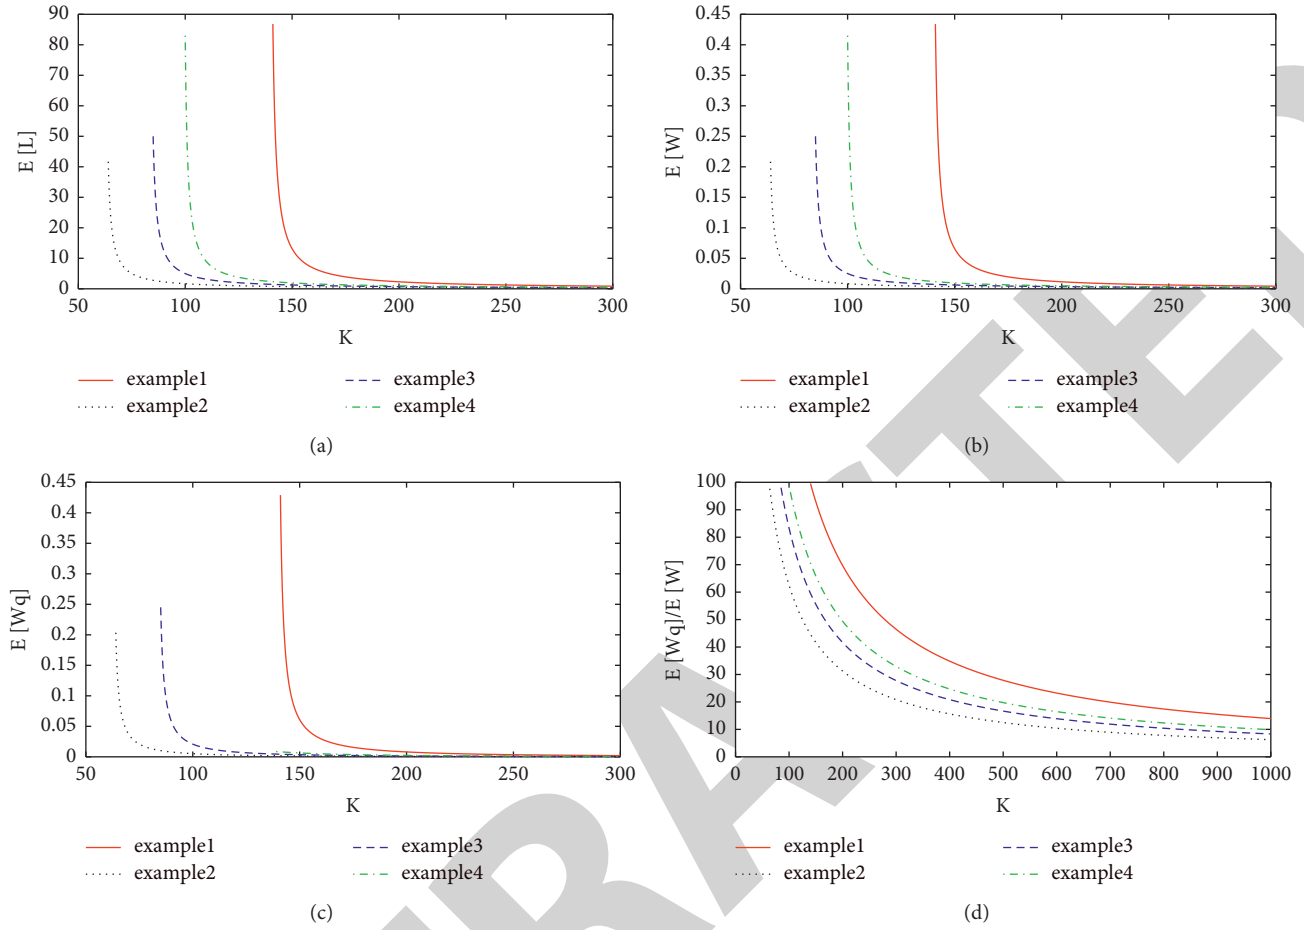 90
80
70
60
50
40
30
20
10
0
E [L]
50 100 150 200 250 300
K
example1
example2
example3
example4
(a)
0.45
0.4
0.35
0.3
0.25
0.2
0.15
0.1
0.05
0
E [W]
50 100 150 200 250 300
K
example1
example2
example3
example4
(b)
0.45
0.4
0.35
0.3
0.25
0.2
0.15
0.1
0.05
0
E [Wq]
50 100 150 200 250 300
K
example1
example2
example3
example4
(c)
100
90
80
70
60
50
40
30
20
10
0
E [Wq]/E [W]
0 100 200 300 400 500 600 700 800 900 1000
K
example1
example2
example3
example4
(d)